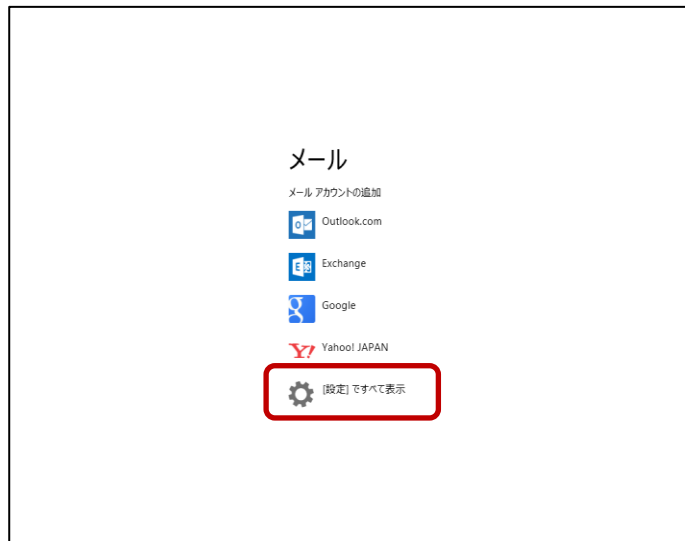 メール
メール アカウントの追加
Outlook.com
Exchange
Google
Yahoo! JAPAN
[設定] ですべて表示